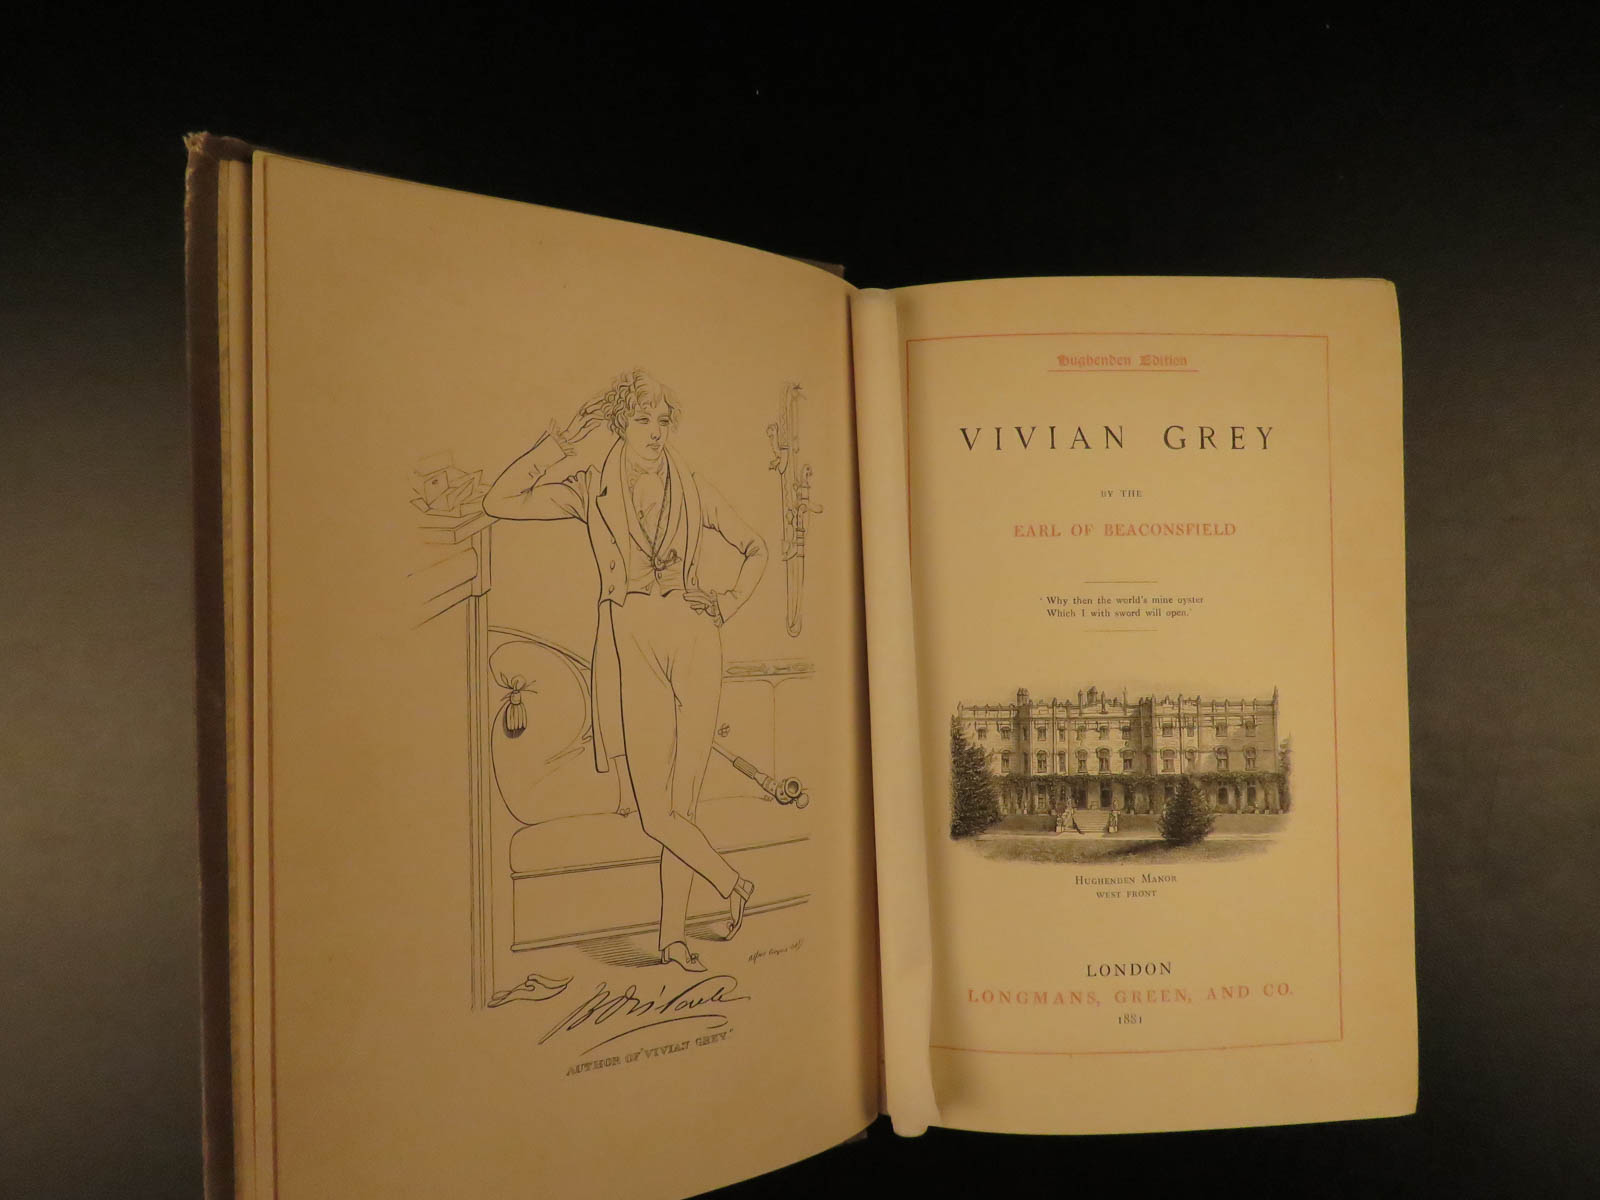 AUTHOR OF "VIVIAN GREY."
Hughenden Edition
VIVIAN GREY
BY THE
EARL OF BEACONSFIELD
'Why then the world's mine oyster
Which I with sword will open.'
HUGHENDEN MANOR
WEST FRONT
LONDON
LONGMANS, GREEN, AND CO.
1881